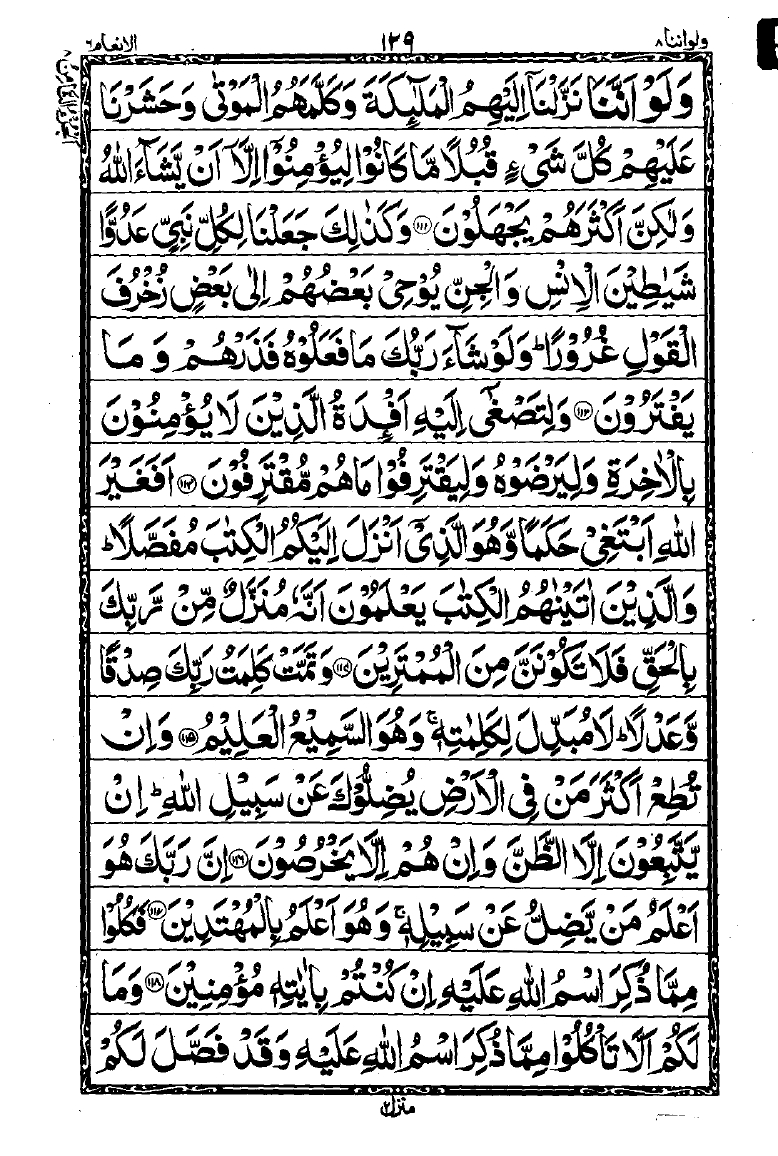 ولواننا ٨
١٢٩
الانعام ٦
وَلَوْ اَنَّنَا نَزَّلْنَاۤ اِلَیْهِمُ الْمَلٰٓىِٕكَةَ وَكَلَّمَهُمُ الْمَوْتٰی وَحَشَرْنَا
عَلَیْهِمْ كُلَّ شَیْءٍ قُبُلًا مَّا كَانُوْا لِیُؤْمِنُوْۤا اِلَّاۤ اَنْ یَّشَآءَ اللّٰهُ
وَلٰكِنَّ اَكْثَرَهُمْ یَجْهَلُوْنَ ﴿١١١﴾ وَكَذٰلِكَ جَعَلْنَا لِكُلِّ نَبِیٍّ عَدُوًّا
شَیٰطِیْنَ الْاِنْسِ وَالْجِنِّ یُوْحِیْ بَعْضُهُمْ اِلٰی بَعْضٍ زُخْرُفَ
الْقَوْلِ غُرُوْرًا ؕ وَلَوْ شَآءَ رَبُّكَ مَا فَعَلُوْهُ فَذَرْهُمْ وَمَا
یَفْتَرُوْنَ ﴿١١٢﴾ وَلِتَصْغٰۤی اِلَیْهِ اَفْـِٕدَةُ الَّذِیْنَ لَا یُؤْمِنُوْنَ
بِالْاٰخِرَةِ وَلِیَرْضَوْهُ وَلِیَقْتَرِفُوْا مَا هُمْ مُّقْتَرِفُوْنَ ﴿١١٣﴾ اَفَغَیْرَ
اللّٰهِ اَبْتَغِیْ حَكَمًا وَّهُوَ الَّذِیْۤ اَنْزَلَ اِلَیْكُمُ الْكِتٰبَ مُفَصَّلًا ؕ
وَالَّذِیْنَ اٰتَیْنٰهُمُ الْكِتٰبَ یَعْلَمُوْنَ اَنَّهٗ مُنَزَّلٌ مِّنْ رَّبِّكَ
بِالْحَقِّ فَلَا تَكُوْنَنَّ مِنَ الْمُمْتَرِیْنَ ﴿١١٤﴾ وَتَمَّتْ كَلِمَتُ رَبِّكَ صِدْقًا
وَّعَدْلًا ؕ لَا مُبَدِّلَ لِكَلِمٰتِهٖ ۚ وَهُوَ السَّمِیْعُ الْعَلِیْمُ ﴿١١٥﴾ وَاِنْ
تُطِعْ اَكْثَرَ مَنْ فِی الْاَرْضِ یُضِلُّوْكَ عَنْ سَبِیْلِ اللّٰهِ ؕ اِنْ
یَّتَّبِعُوْنَ اِلَّا الظَّنَّ وَاِنْ هُمْ اِلَّا یَخْرُصُوْنَ ﴿١١٦﴾ اِنَّ رَبَّكَ هُوَ
اَعْلَمُ مَنْ یَّضِلُّ عَنْ سَبِیْلِهٖ ۚ وَهُوَ اَعْلَمُ بِالْمُهْتَدِیْنَ ﴿١١٧﴾ فَكُلُوْا
مِمَّا ذُكِرَ اسْمُ اللّٰهِ عَلَیْهِ اِنْ كُنْتُمْ بِاٰیٰتِهٖ مُؤْمِنِیْنَ ﴿١١٨﴾ وَمَا
لَكُمْ اَلَّا تَاْكُلُوْا مِمَّا ذُكِرَ اسْمُ اللّٰهِ عَلَیْهِ وَقَدْ فَصَّلَ لَكُمْ
منزل ٢